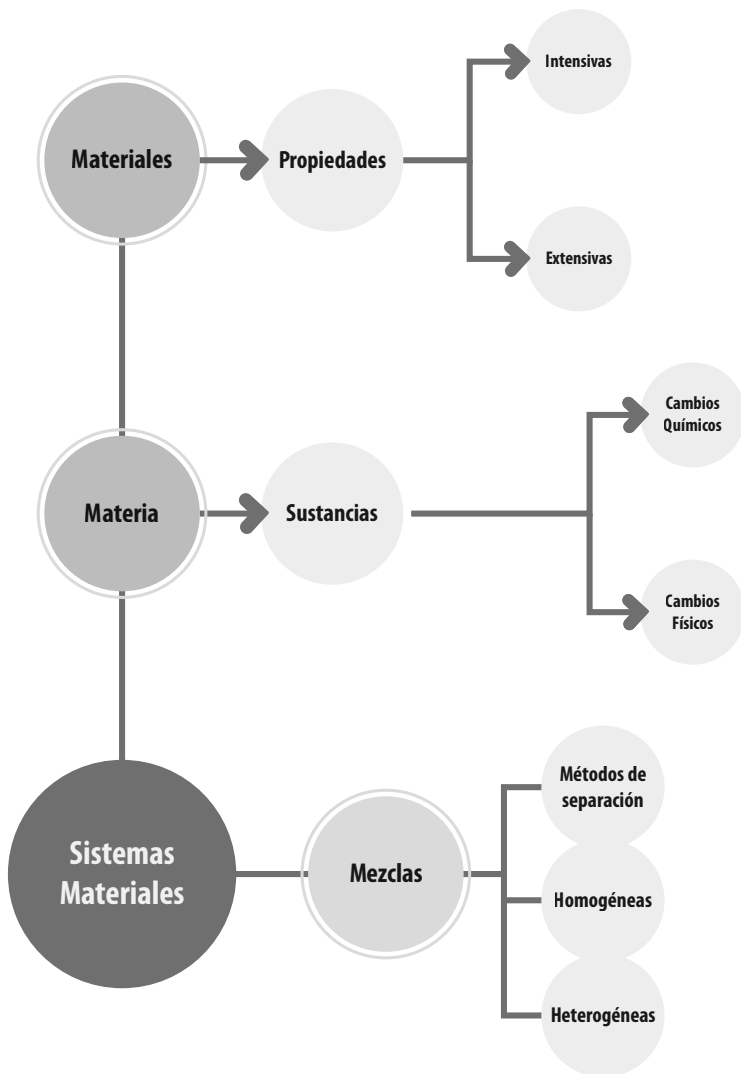 Intensivas
Materiales
Propiedades
Extensivas
Cambios
Químicos
Materia
Sustancias
Cambios
Físicos
Métodos de
separación
Sistemas
Materiales
Mezclas
Homogéneas
Heterogéneas